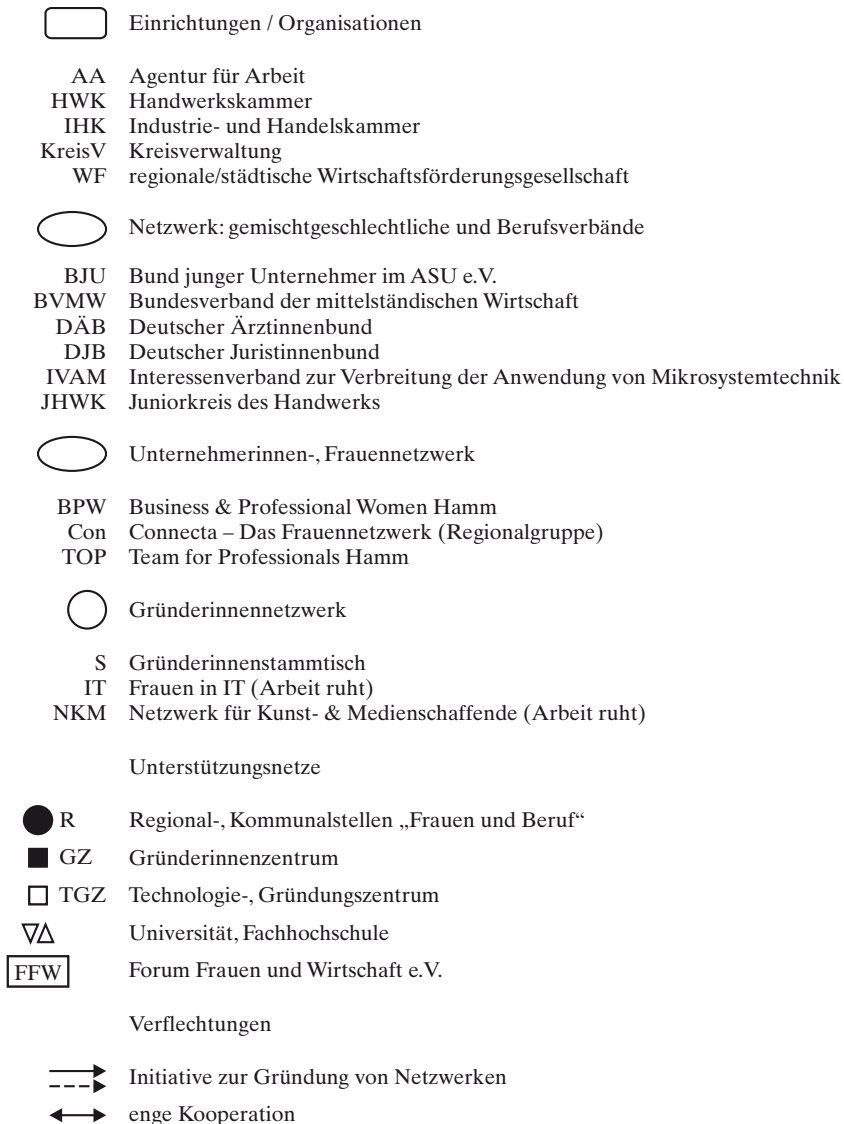 Einrichtungen / Organisationen
AA Agentur für Arbeit
HWK Handwerkskammer
IHK Industrie- und Handelskammer
KreisV Kreisverwaltung
WF regionale/städtische Wirtschaftsförderungsgesellschaft
Netzwerk: gemischtgeschlechtliche und Berufsverbände
BJU Bund junger Unternehmer im ASU e.V.
BVMW Bundesverband der mittelständischen Wirtschaft
DÄB Deutscher Ärztinnenbund
DJB Deutscher Juristinnenbund
IVAM Interessenverband zur Verbreitung der Anwendung von Mikrosystemtechnik
JHWK Juniorkreis des Handwerks
Unternehmerinnen-, Frauennetzwerk
BPW Business & Professional Women Hamm
Con Connecta – Das Frauennetzwerk (Regionalgruppe)
TOP Team for Professionals Hamm
Gründerinnennetzwerk
S Gründerinnenstammtisch
IT Frauen in IT (Arbeit ruht)
NKM Netzwerk für Kunst- & Medienschaffende (Arbeit ruht)
Unterstützungsnetze
R Regional-, Kommunalstellen „Frauen und Beruf“
GZ Gründerinnenzentrum
TGZ Technologie-, Gründungszentrum
Universität, Fachhochschule
FFW Forum Frauen und Wirtschaft e.V.
Verflechtungen
Initiative zur Gründung von Netzwerken
enge Kooperation